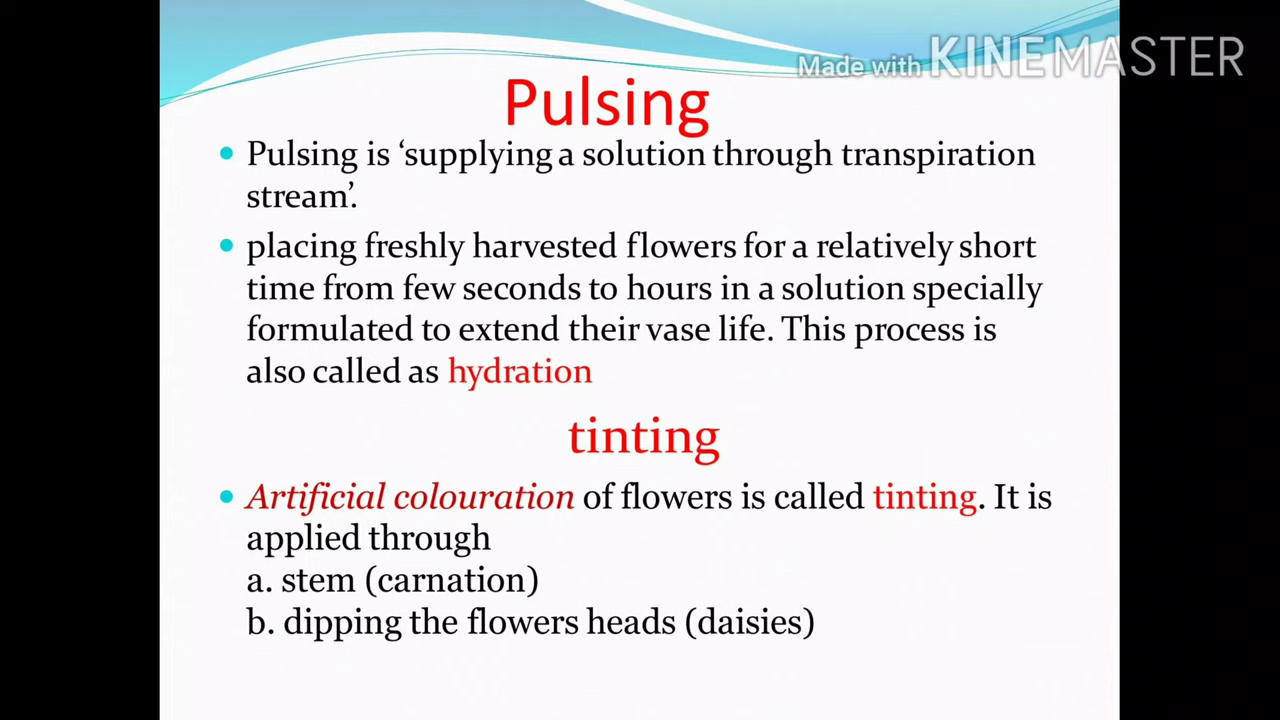 Made with KINEMASTER
Pulsing
• Pulsing is ‘supplying a solution through transpiration
stream’.
• placing freshly harvested flowers for a relatively short
time from few seconds to hours in a solution specially
formulated to extend their vase life. This process is
also called as hydration
tinting
• Artificial colouration of flowers is called tinting. It is
applied through
a. stem (carnation)
b. dipping the flowers heads (daisies)